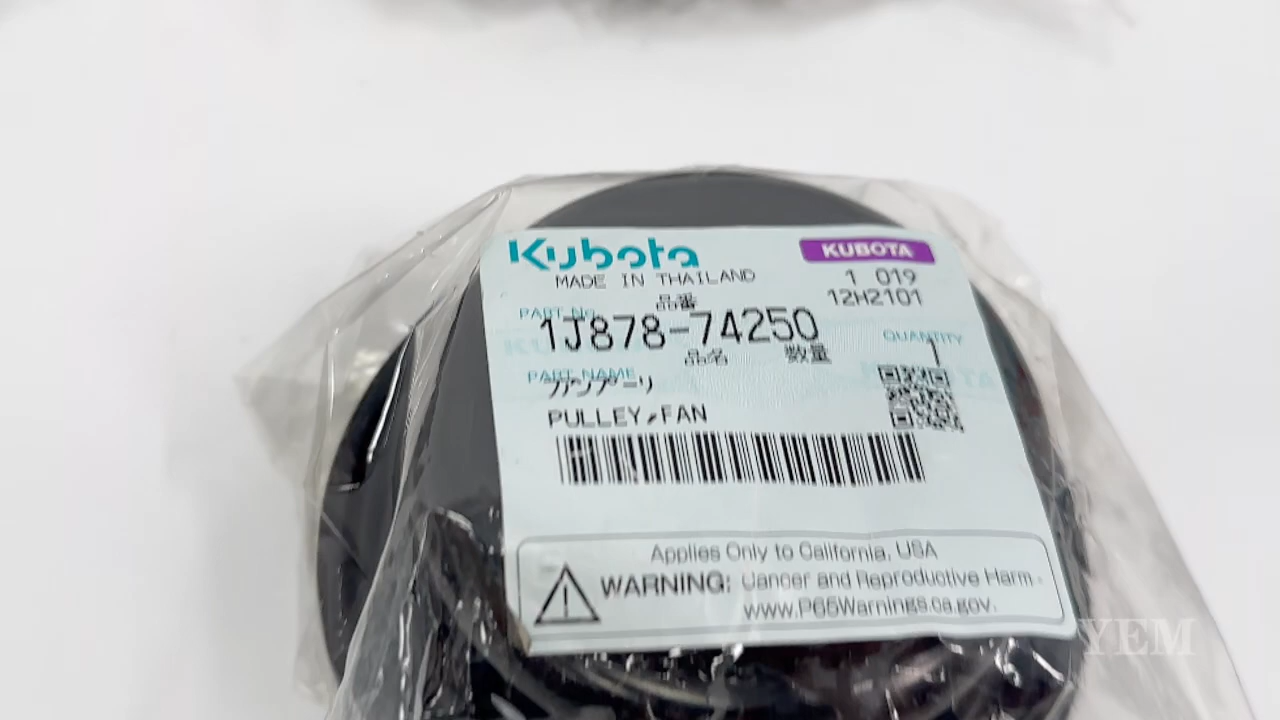 Kubota
KUBOTA
MADE IN THAILAND
1 019
12H2101
品番
PART No.
1J878-74250
QUANTITY
1
品名 数量
PART NAME
ファンプーリ
PULLEY,FAN
Applies Only to California, USA
WARNING: Cancer and Reproductive Harm -
www.P65Warnings.ca.gov.
YEM